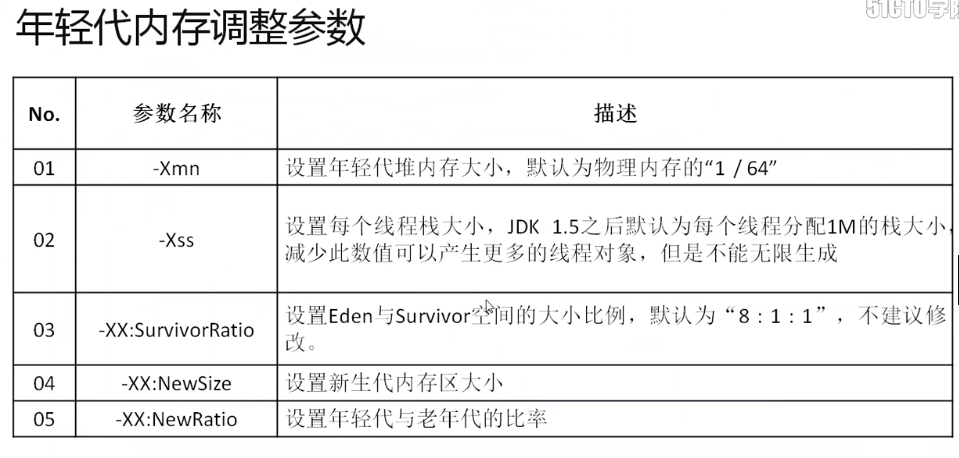 51CTO学院
年轻代内存调整参数
No. 参数名称 描述
01 -Xmn 设置年轻代堆内存大小，默认为物理内存的“1 / 64”
02 -Xss 设置每个线程栈大小，JDK 1.5之后默认为每个线程分配1M的栈大小，
减少此数值可以产生更多的线程对象，但是不能无限生成
03 -XX:SurvivorRatio 设置Eden与Survivor空间的大小比例，默认为“8 : 1 : 1”，不建议修
改。
04 -XX:NewSize 设置新生代内存区大小
05 -XX:NewRatio 设置年轻代与老年代的比率